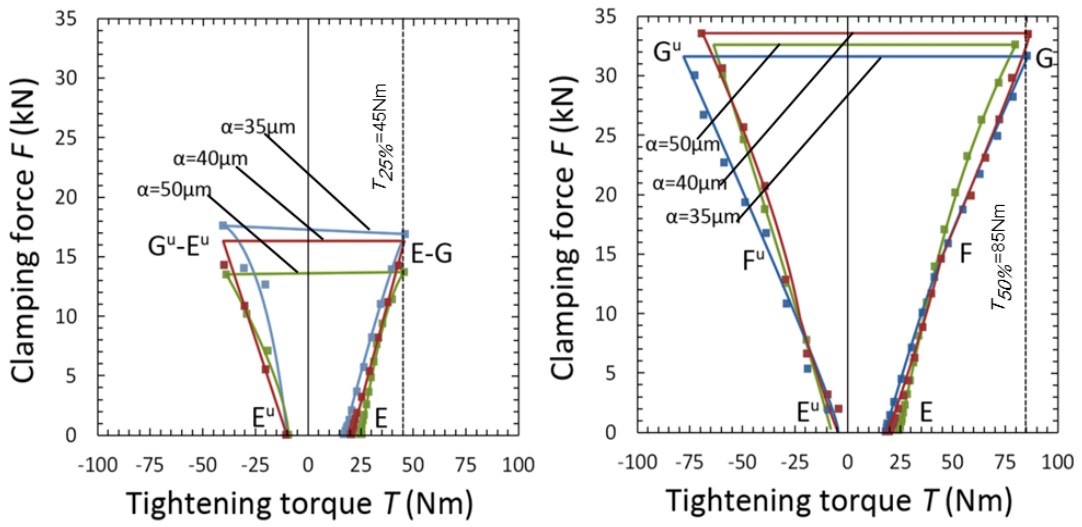 35
30
25
20
15
10
5
0
Clamping force F (kN)
α=35μm
α=40μm
α=50μm
T25%=45Nm
Gᵘ-Eᵘ
E-G
Eᵘ
E
-100 -75 -50 -25 0 25 50 75 100
Tightening torque T (Nm)
35
30
25
20
15
10
5
0
Clamping force F (kN)
Gᵘ
G
α=50μm
α=40μm
α=35μm
Fᵘ
F
T50%=85Nm
Eᵘ
E
-100 -75 -50 -25 0 25 50 75 100
Tightening torque T (Nm)